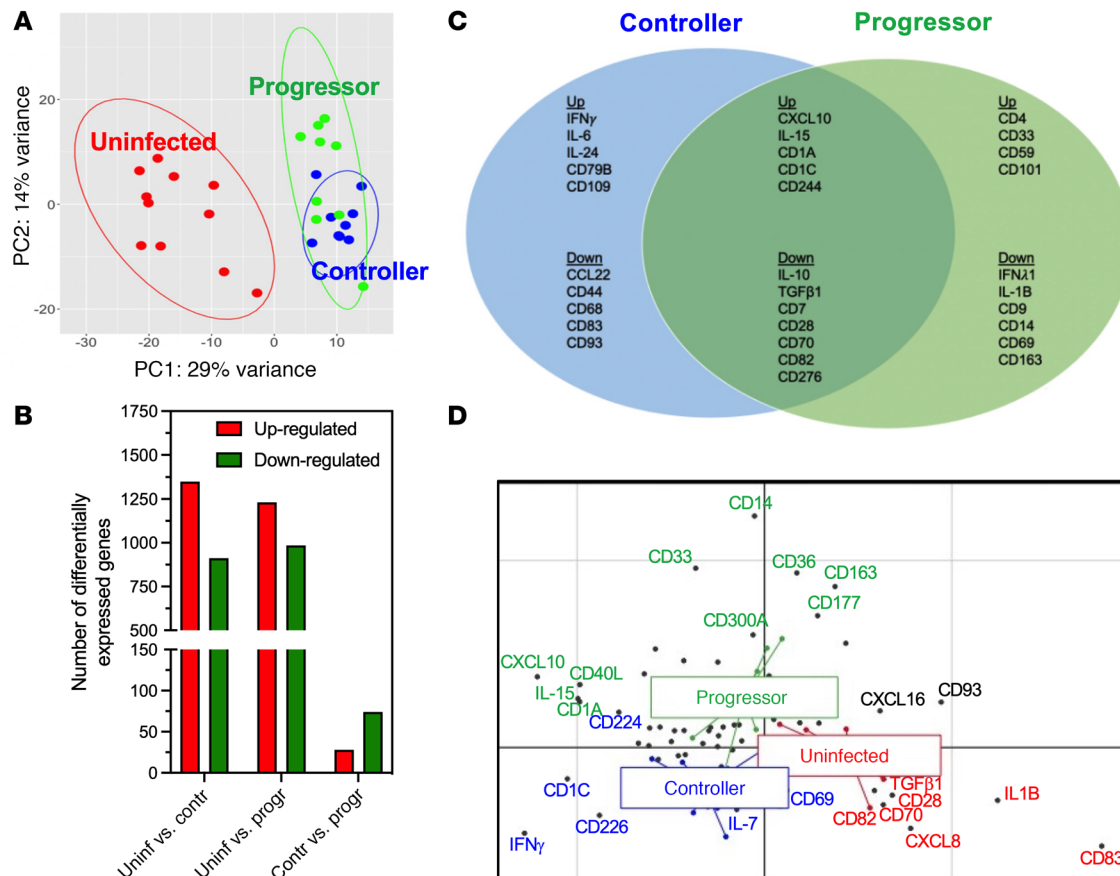 A
Progressor
Uninfected
Controller
PC2: 14% variance
20
0
-20
-30
-20
-10
0
10
PC1: 29% variance
B
Up-regulated
Down-regulated
Number of differentially
expressed genes
1750
1500
1250
1000
750
500
150
100
75
50
25
0
Uninf vs. contr
Uninf vs. progr
Contr vs. progr
C
Controller
Progressor
Up
IFNγ
IL-6
IL-24
CD79B
CD109
Up
CXCL10
IL-15
CD1A
CD1C
CD244
Up
CD4
CD33
CD59
CD101
Down
CCL22
CD44
CD68
CD83
CD93
Down
IL-10
TGFβ1
CD7
CD28
CD70
CD82
CD276
Down
IFNλ1
IL-1B
CD9
CD14
CD69
CD163
D
CD14
CD33
CD36
CD163
CD177
CD300A
CXCL10
CD40L
IL-15
CD1A
CD224
Progressor
CXCL16
CD93
Uninfected
Controller
CD1C
CD226
IFNγ
IL-7
CD69
TGFβ1
CD28
CD70
CD82
CXCL8
IL1B
CD83